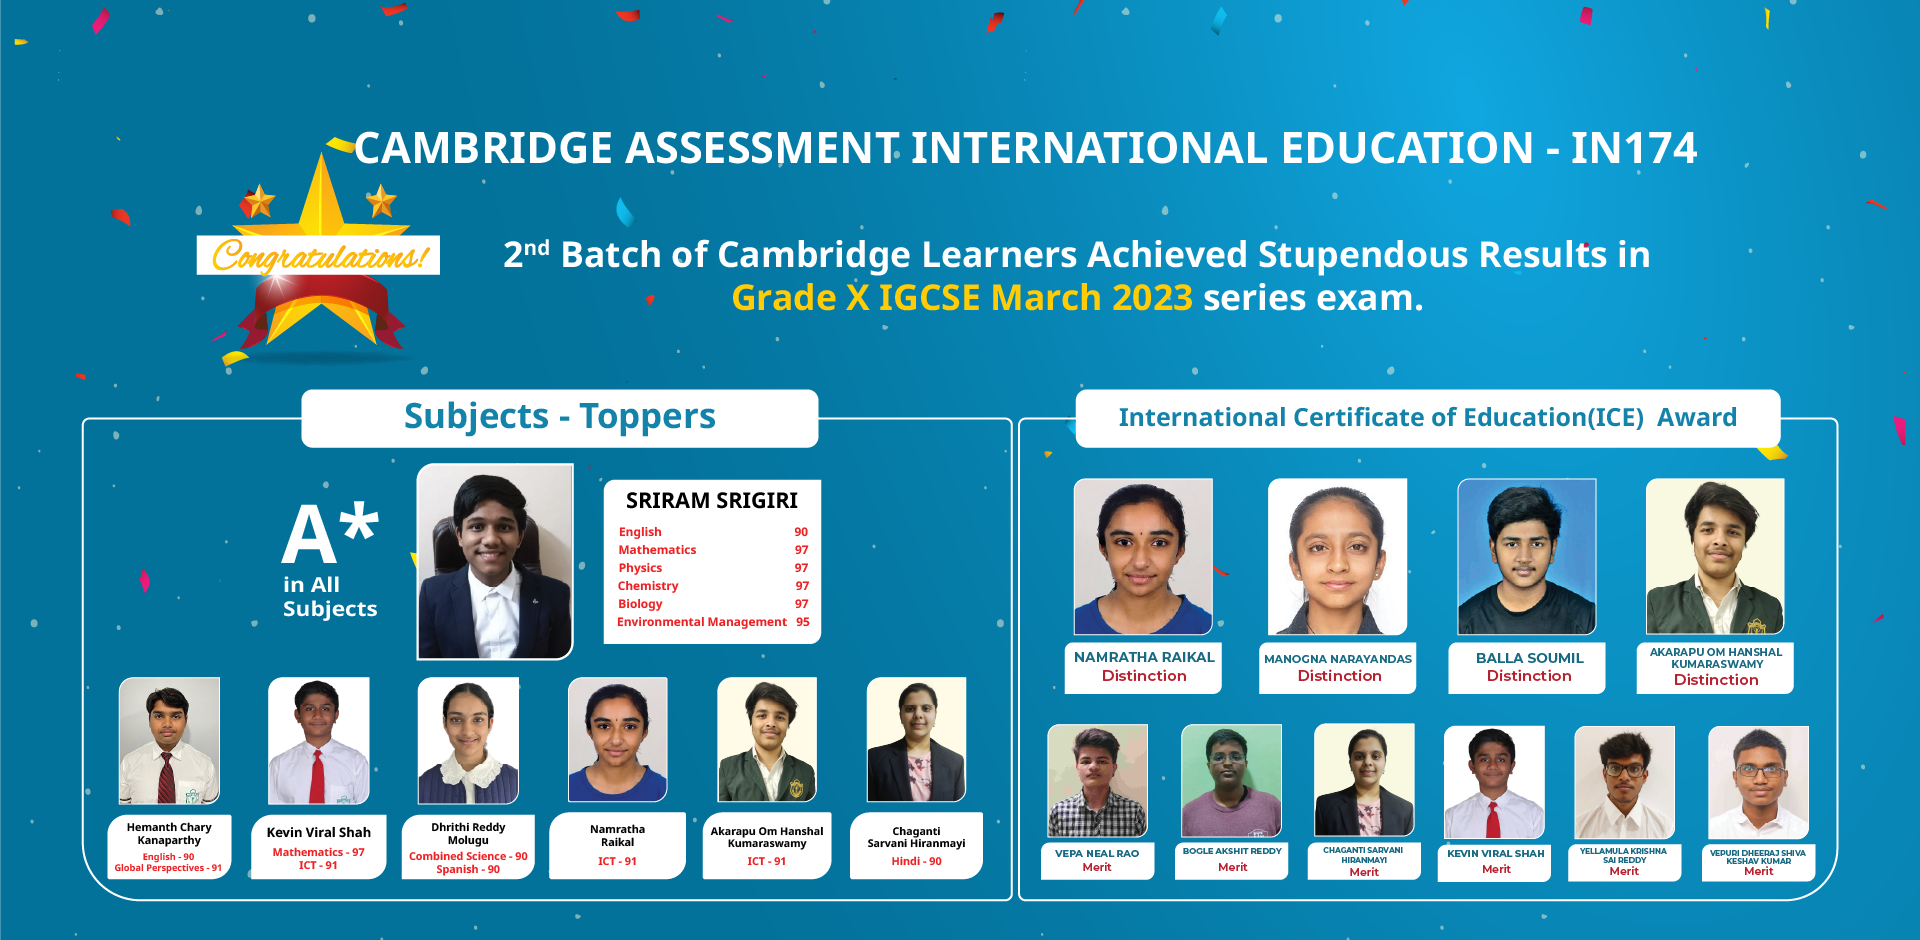 CAMBRIDGE ASSESSMENT INTERNATIONAL EDUCATION - IN174
Congratulations!
2nd Batch of Cambridge Learners Achieved Stupendous Results in
Grade X IGCSE March 2023 series exam.
Subjects - Toppers
A*
in All
Subjects
SRIRAM SRIGIRI
English 90
Mathematics 97
Physics 97
Chemistry 97
Biology 97
Environmental Management 95
Hemanth Chary
Kanaparthy
English - 90
Global Perspectives - 91
Kevin Viral Shah
Mathematics - 97
ICT - 91
Dhrithi Reddy
Molugu
Combined Science - 90
Spanish - 90
Namratha
Raikal
ICT - 91
Akarapu Om Hanshal
Kumaraswamy
ICT - 91
Chaganti
Sarvani Hiranmayi
Hindi - 90
International Certificate of Education(ICE) Award
NAMRATHA RAIKAL
Distinction
MANOGNA NARAYANDAS
Distinction
BALLA SOUMIL
Distinction
AKARAPU OM HANSHAL
KUMARASWAMY
Distinction
VEPA NEAL RAO
Merit
BOGLE AKSHIT REDDY
Merit
CHAGANTI SARVANI
HIRANMAYI
Merit
KEVIN VIRAL SHAH
Merit
YELLAMULA KRISHNA
SAI REDDY
Merit
VEPURI DHEERAJ SHIVA
KESHAV KUMAR
Merit